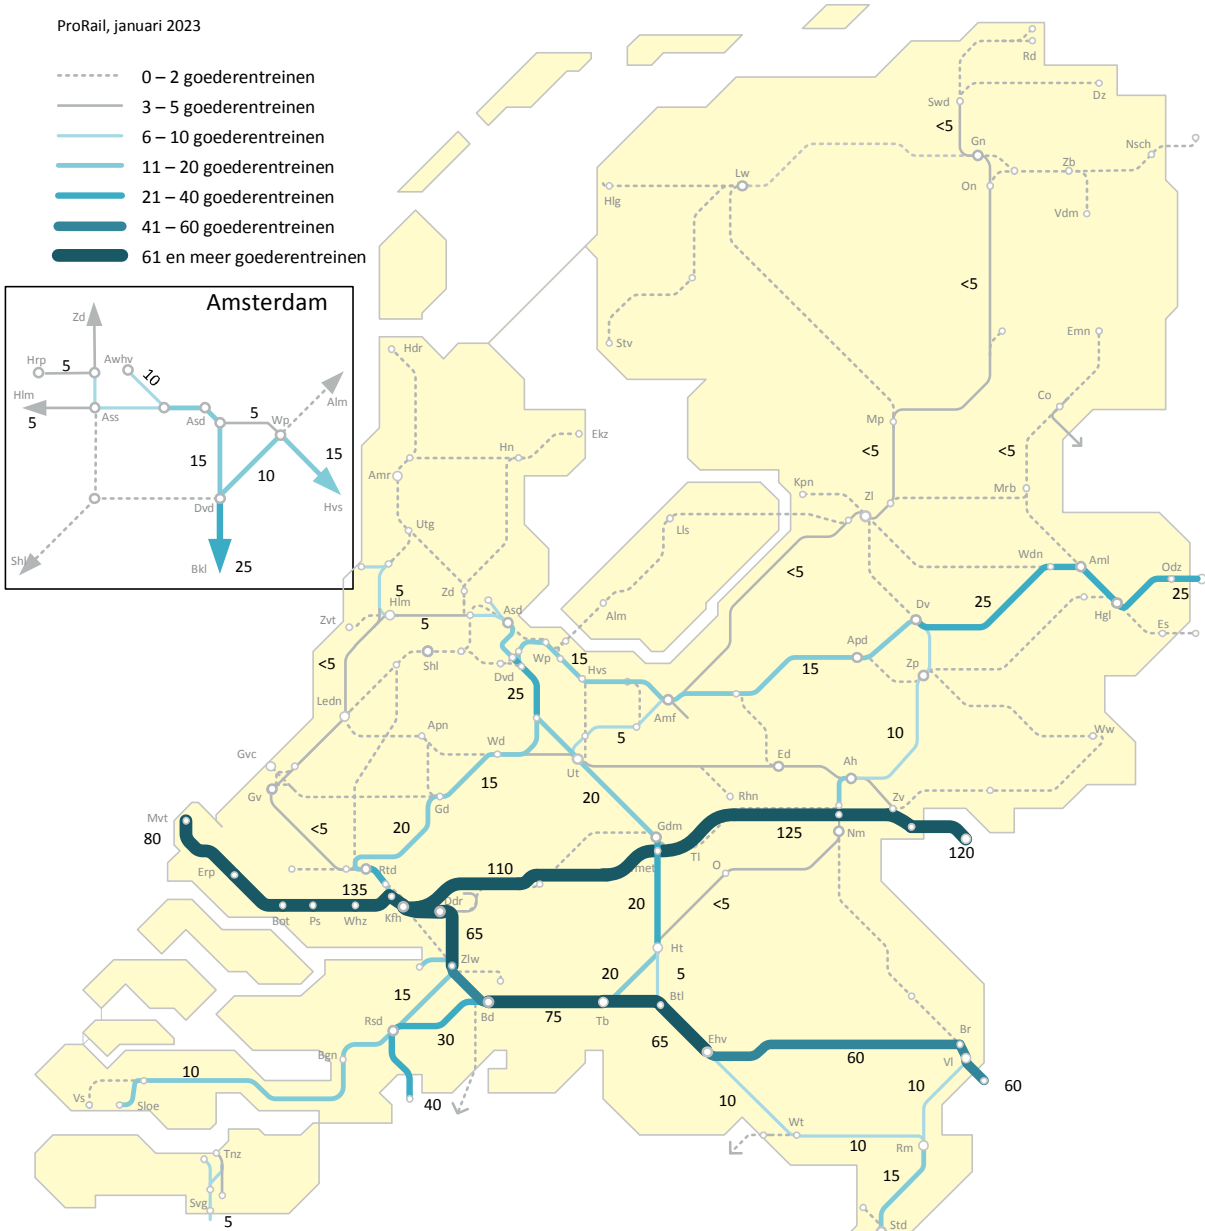 ProRail, januari 2023
0 – 2 goederentreinen
3 – 5 goederentreinen
6 – 10 goederentreinen
11 – 20 goederentreinen
21 – 40 goederentreinen
41 – 60 goederentreinen
61 en meer goederentreinen
Amsterdam
Zd
Hrp
5
Awhv
10
Alm
Hlm
5
Ass
Asd
5
Wp
15
15
10
Dvd
Hvs
Shl
Bkl
25
Rd
Dz
Swd
<5
Gn
Nsch
Zb
On
Vdm
Lw
Hlg
<5
Stv
Emn
Hdr
Co
Mp
Ekz
Hn
<5
<5
Amr
Kpn
Mrb
Zl
Utg
Lls
Wdn
Aml
Odz
<5
25
25
Zd
5
Hlm
5
Asd
Alm
Dv
Hgl
Es
Zvt
<5
Shl
Wp
15
Dvd
Hvs
Apd
15
Zp
25
Ledn
Amf
Apn
Wd
5
10
Ww
Gvc
Ut
Ed
Ah
Gv
15
Gd
20
Rhn
Zv
Mvt
80
<5
20
Gdm
125
Nm
120
Tl
met
Erp
Rtd
110
O
135
Ddr
20
<5
Bot
Ps
Whz
Kfh
65
Ht
Zlw
20
5
15
Btl
Rsd
30
Bd
75
Tb
65
Ehv
60
Br
Bgn
Vl
10
60
10
Vs
Sloe
40
10
Wt
10
Rm
Tnz
15
Svg
5
Std